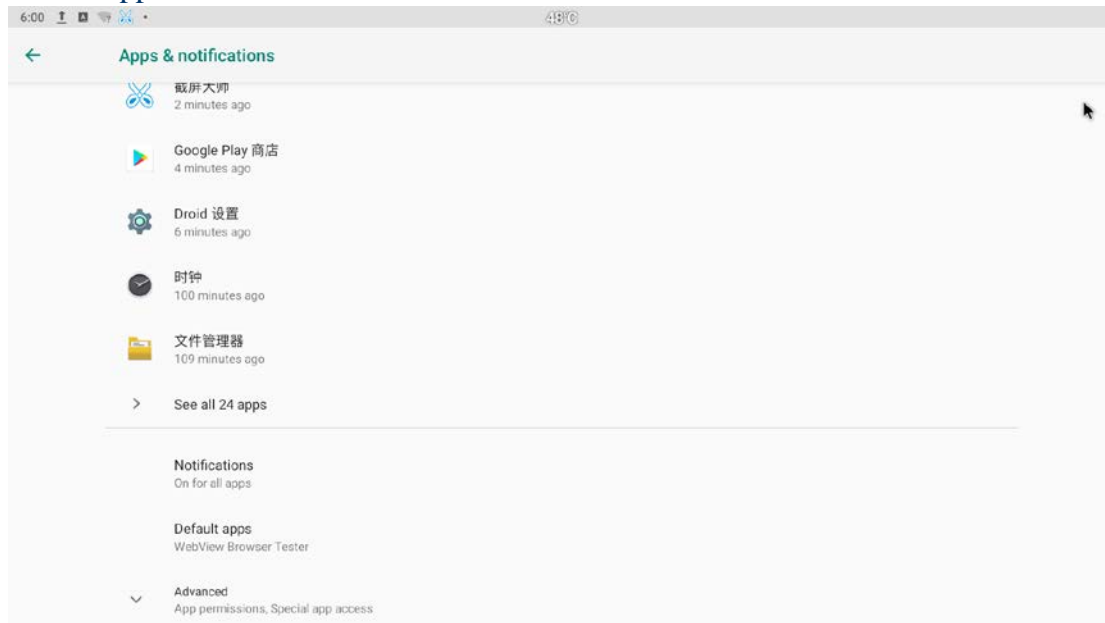 6:00
48°C
Apps & notifications
截屏大师
2 minutes ago
Google Play 商店
4 minutes ago
Droid 设置
6 minutes ago
时钟
100 minutes ago
文件管理器
109 minutes ago
See all 24 apps
Notifications
On for all apps
Default apps
WebView Browser Tester
Advanced
App permissions, Special app access